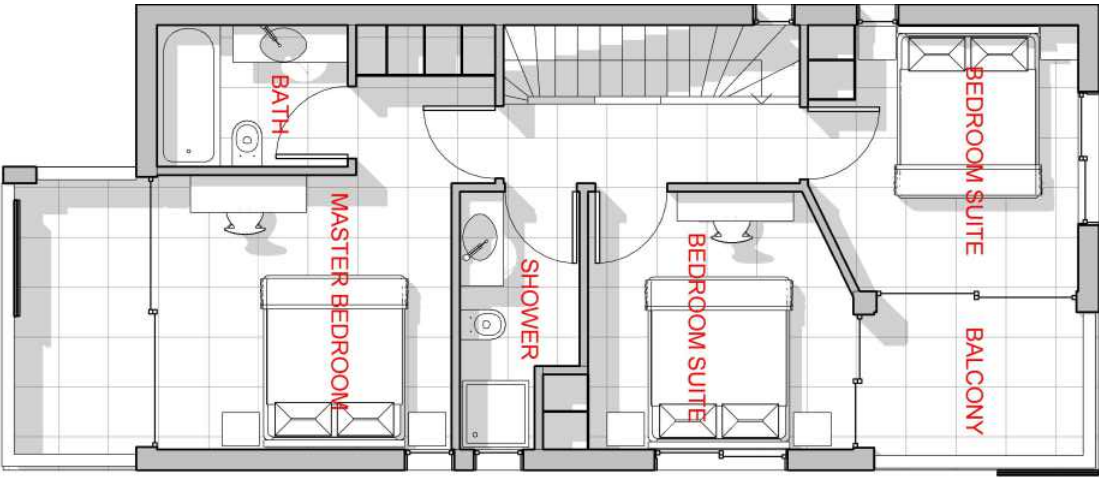 BATH
MASTER BEDROOM
SHOWER
BEDROOM SUITE
BEDROOM SUITE
BALCONY